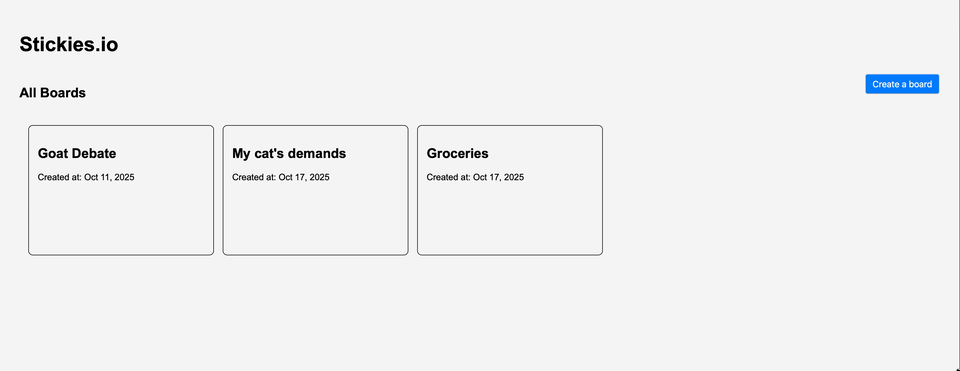 Stickies.io
All Boards
Create a board
Goat Debate
Created at: Oct 11, 2025
My cat's demands
Created at: Oct 17, 2025
Groceries
Created at: Oct 17, 2025